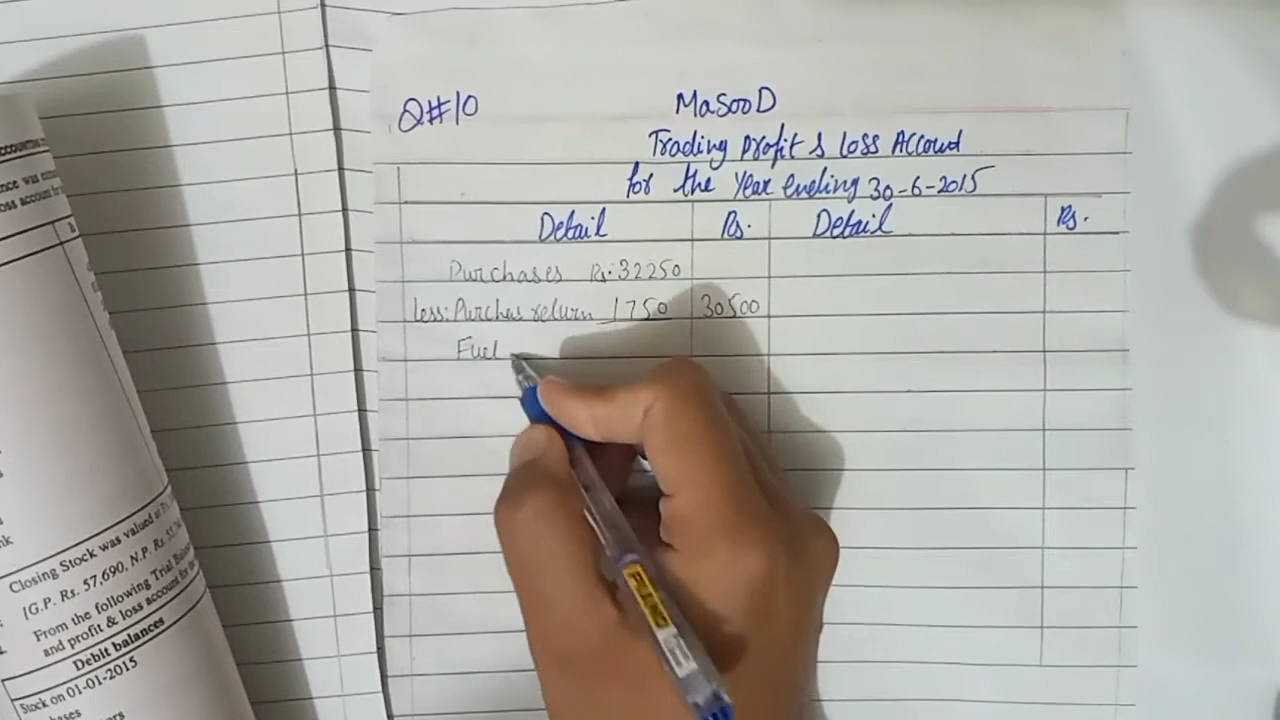 Q#10
MasooD
Trading profit & Loss Account
for the Year ending 30-6-2015
Detail Rs. Detail Rs.
Purchases Rs. 32250
less: Purchas return 1750 30500
Fuel
Closing Stock was valued at
[G.P. Rs. 57,690, N.P. Rs.
From the following Trial
and profit & loss account for
Debit balances
Stock on 01-01-2015